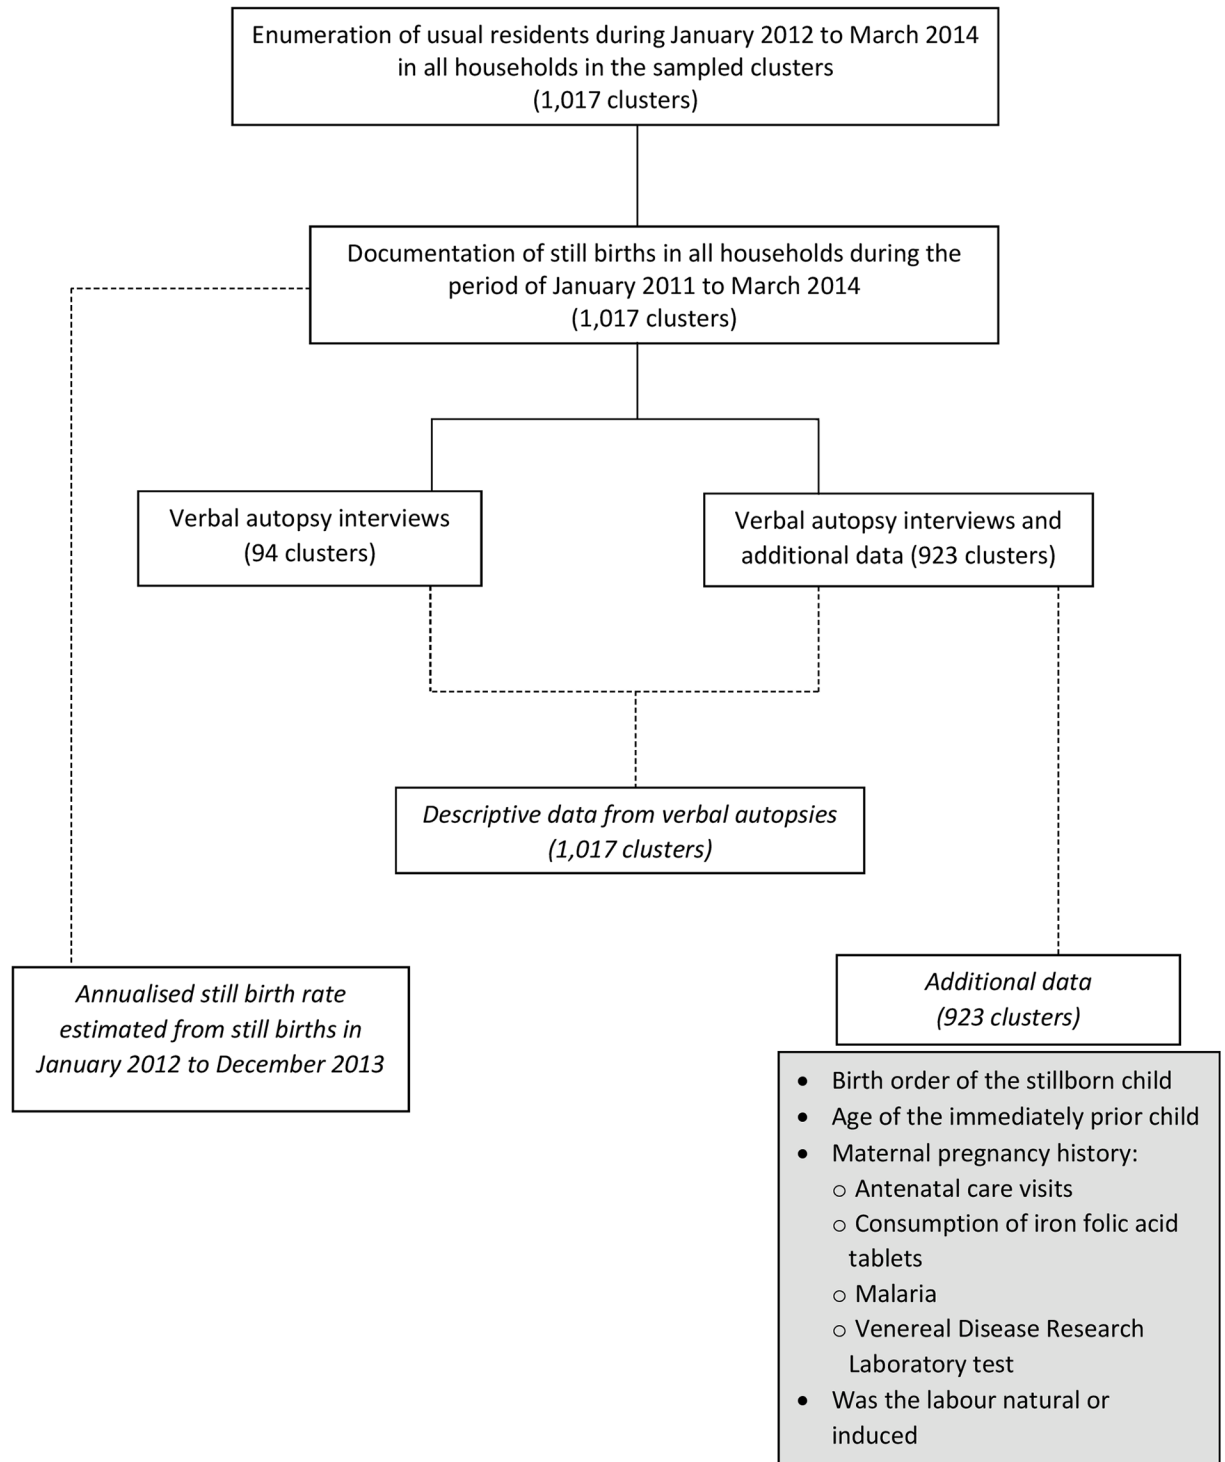 Enumeration of usual residents during January 2012 to March 2014
in all households in the sampled clusters
(1,017 clusters)
Documentation of still births in all households during the
period of January 2011 to March 2014
(1,017 clusters)
Verbal autopsy interviews
(94 clusters)
Verbal autopsy interviews and
additional data (923 clusters)
Descriptive data from verbal autopsies
(1,017 clusters)
Annualised still birth rate
estimated from still births in
January 2012 to December 2013
Additional data
(923 clusters)
• Birth order of the stillborn child
• Age of the immediately prior child
• Maternal pregnancy history:
o Antenatal care visits
o Consumption of iron folic acid
tablets
o Malaria
o Venereal Disease Research
Laboratory test
• Was the labour natural or
induced